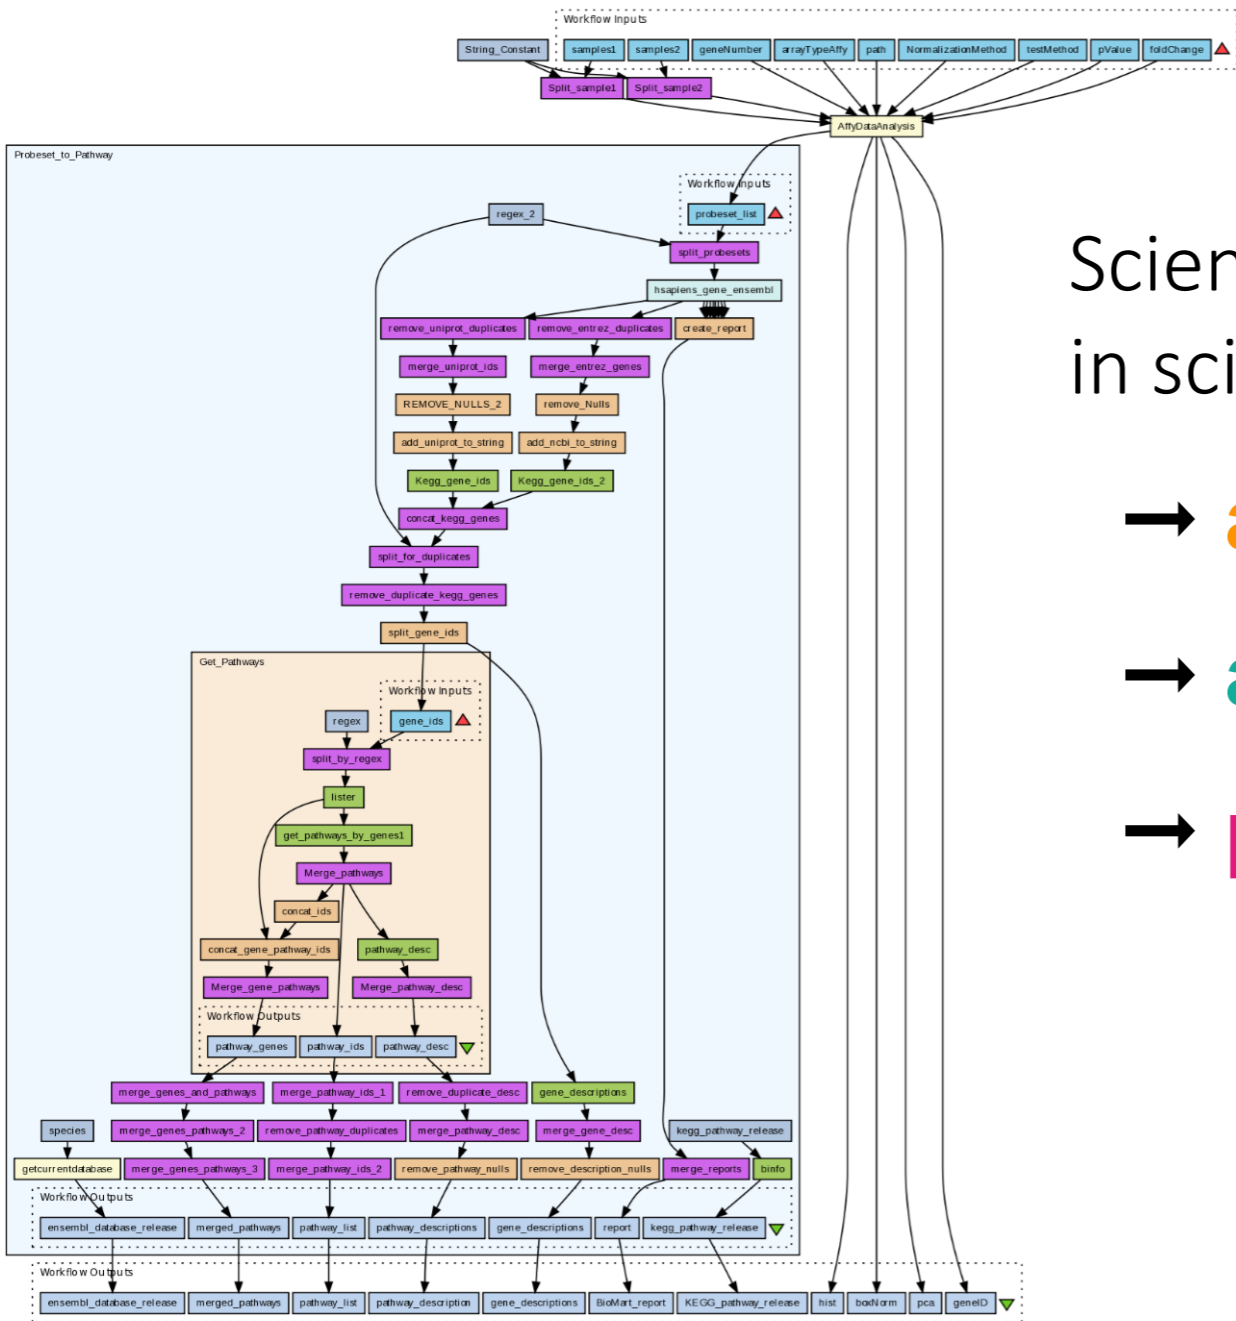 Workflow Inputs
String_Constant samples1 samples2 geneNumber arrayTypeAffy path NormalizationMethod testMethod pValue foldChange
Split_sample1 Split_sample2
AffyDataAnalysis
Probeset_to_Pathway
Workflow Inputs
regex_2 probeset_list
split_probesets
hsapiens_gene_ensembl
remove_uniprot_duplicates remove_entrez_duplicates create_report
merge_uniprot_ids merge_entrez_genes
REMOVE_NULLS_2 remove_Nulls
add_uniprot_to_string add_ncbi_to_string
Kegg_gene_ids Kegg_gene_ids_2
concat_kegg_genes
split_for_duplicates
remove_duplicate_kegg_genes
split_gene_ids
Get_Pathways
Workflow Inputs
regex gene_ids
split_by_regex
lister
get_pathways_by_genes1
Merge_pathways
concat_ids
concat_gene_pathway_ids pathway_desc
Merge_gene_pathways Merge_pathway_desc
Workflow Outputs
pathway_genes pathway_ids pathway_desc
merge_genes_and_pathways merge_pathway_ids_1 remove_duplicate_desc gene_descriptions
species merge_genes_pathways_2 remove_pathway_duplicates merge_pathway_desc merge_gene_desc kegg_pathway_release
getcurrentdatabase merge_genes_pathways_3 merge_pathway_ids_2 remove_pathway_nulls remove_description_nulls merge_reports binfo
Workflow Outputs
ensembl_database_release merged_pathways pathway_list pathway_descriptions gene_descriptions report kegg_pathway_release
Workflow Outputs
ensembl_database_release merged_pathways pathway_list pathway_description gene_descriptions BioMart_report KEGG_pathway_release hist boxNorm pca geneID
Scien
in sci
a
a